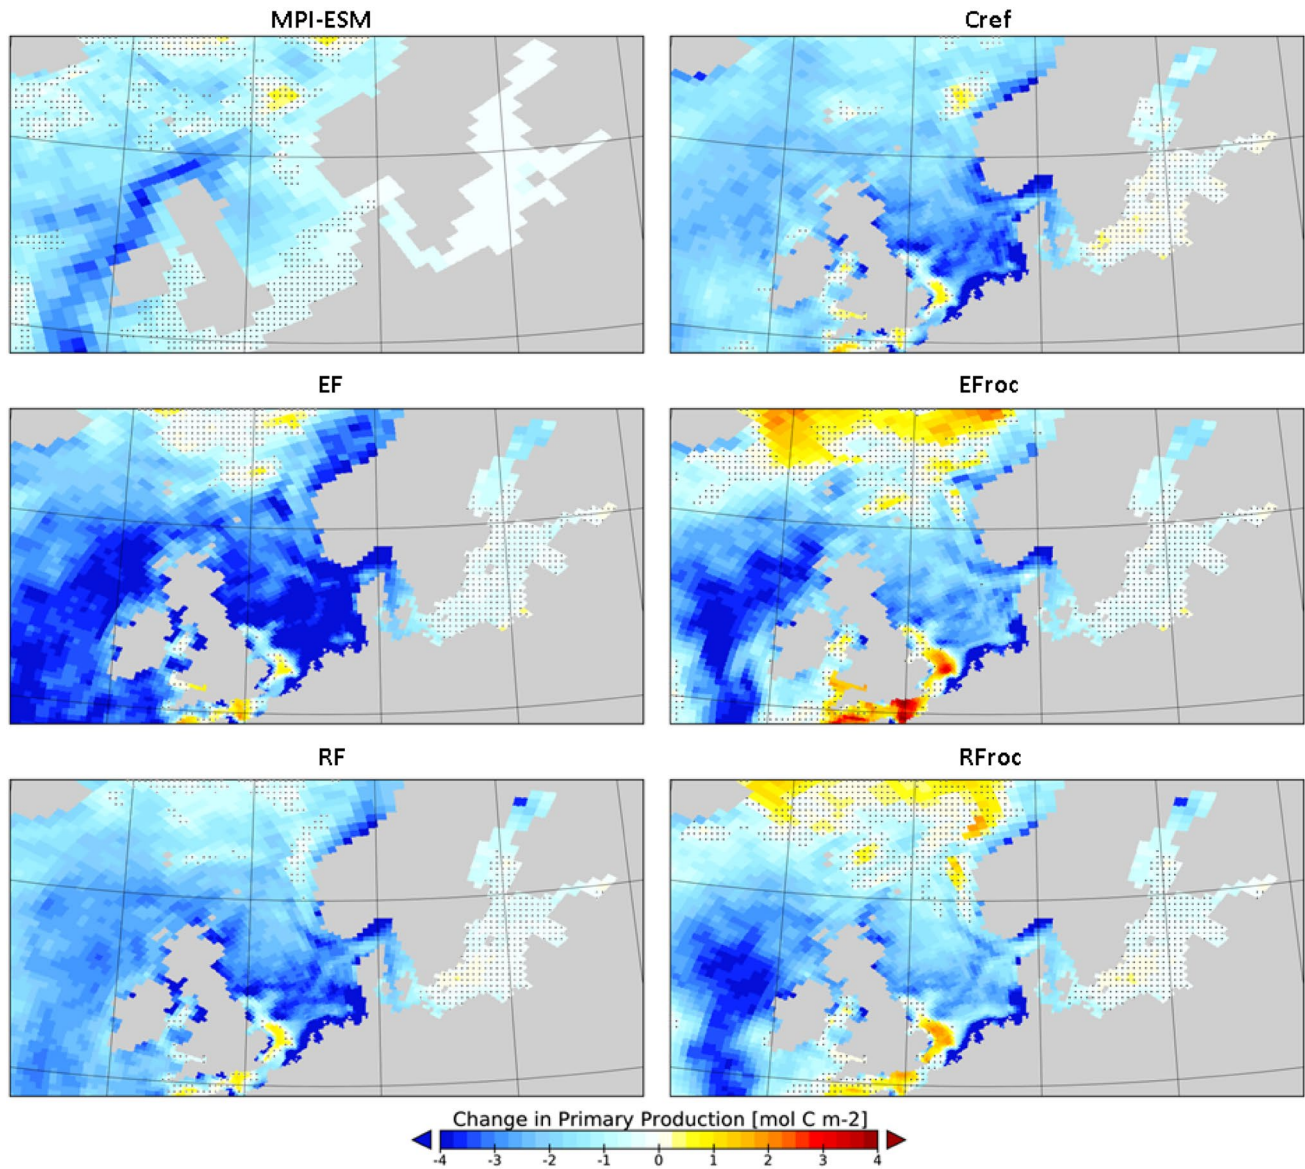 MPI-ESM
Cref
EF
EFroc
RF
RFroc
Change in Primary Production [mol C m-2]
-4 -3 -2 -1 0 1 2 3 4